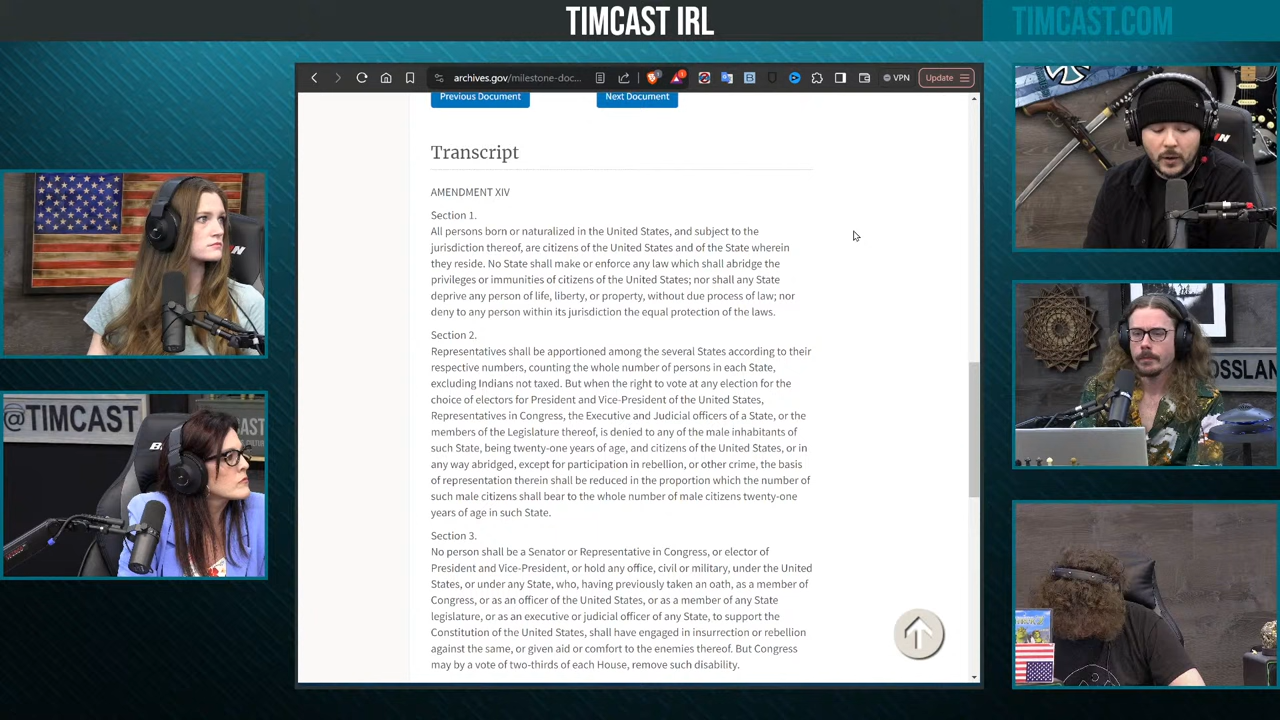 TIMCAST IRL
TIMCAST.COM
archives.gov/milestone-doc...
VPN
Update
Previous Document
Next Document
Transcript
AMENDMENT XIV
Section 1.
All persons born or naturalized in the United States, and subject to the
jurisdiction thereof, are citizens of the United States and of the State wherein
they reside. No State shall make or enforce any law which shall abridge the
privileges or immunities of citizens of the United States; nor shall any State
deprive any person of life, liberty, or property, without due process of law; nor
deny to any person within its jurisdiction the equal protection of the laws.
Section 2.
Representatives shall be apportioned among the several States according to their
respective numbers, counting the whole number of persons in each State,
excluding Indians not taxed. But when the right to vote at any election for the
choice of electors for President and Vice-President of the United States,
Representatives in Congress, the Executive and Judicial officers of a State, or the
members of the Legislature thereof, is denied to any of the male inhabitants of
such State, being twenty-one years of age, and citizens of the United States, or in
any way abridged, except for participation in rebellion, or other crime, the basis
of representation therein shall be reduced in the proportion which the number of
such male citizens shall bear to the whole number of male citizens twenty-one
years of age in such State.
Section 3.
No person shall be a Senator or Representative in Congress, or elector of
President and Vice-President, or hold any office, civil or military, under the United
States, or under any State, who, having previously taken an oath, as a member of
Congress, or as an officer of the United States, or as a member of any State
legislature, or as an executive or judicial officer of any State, to support the
Constitution of the United States, shall have engaged in insurrection or rebellion
against the same, or given aid or comfort to the enemies thereof. But Congress
may by a vote of two-thirds of each House, remove such disability.
@TIMCAST